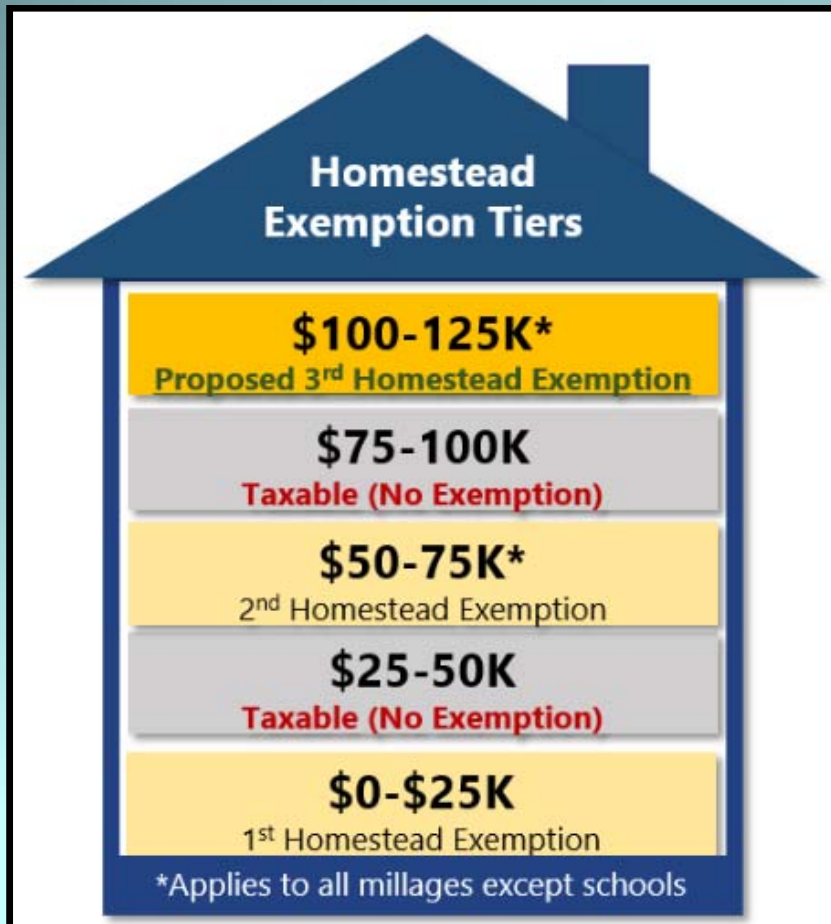 Homestead
Exemption Tiers
$100-125K*
Proposed 3rd Homestead Exemption
$75-100K
Taxable (No Exemption)
$50-75K*
2nd Homestead Exemption
$25-50K
Taxable (No Exemption)
$0-$25K
1st Homestead Exemption
*Applies to all millages except schools